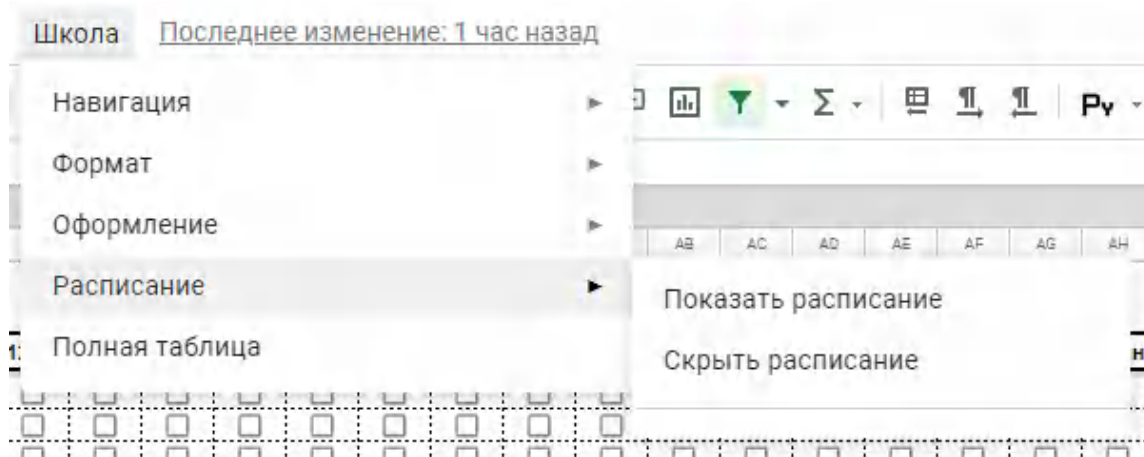 Школа Последнее изменение: 1 час назад
Навигация
Формат
Оформление
Расписание
Полная таблица
Σ Ру
AB AC AD AE AF AG AH
Показать расписание
Скрыть расписание